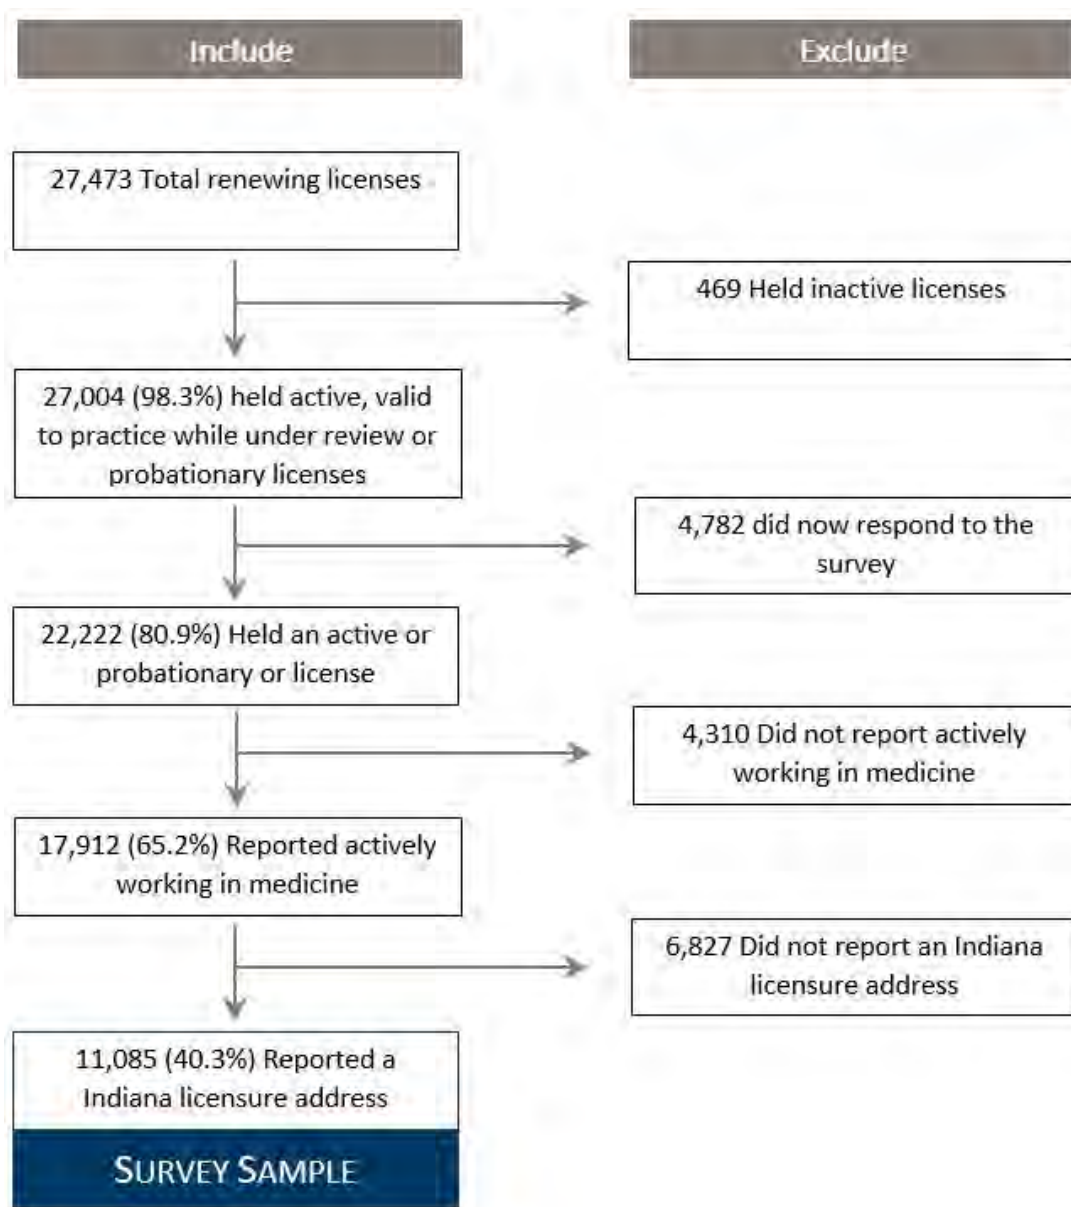 Include
Exclude
27,473 Total renewing licenses
469 Held inactive licenses
27,004 (98.3%) held active, valid
to practice while under review or
probationary licenses
4,782 did now respond to the
survey
22,222 (80.9%) Held an active or
probationary or license
4,310 Did not report actively
working in medicine
17,912 (65.2%) Reported actively
working in medicine
6,827 Did not report an Indiana
licensure address
11,085 (40.3%) Reported a
Indiana licensure address
SURVEY SAMPLE